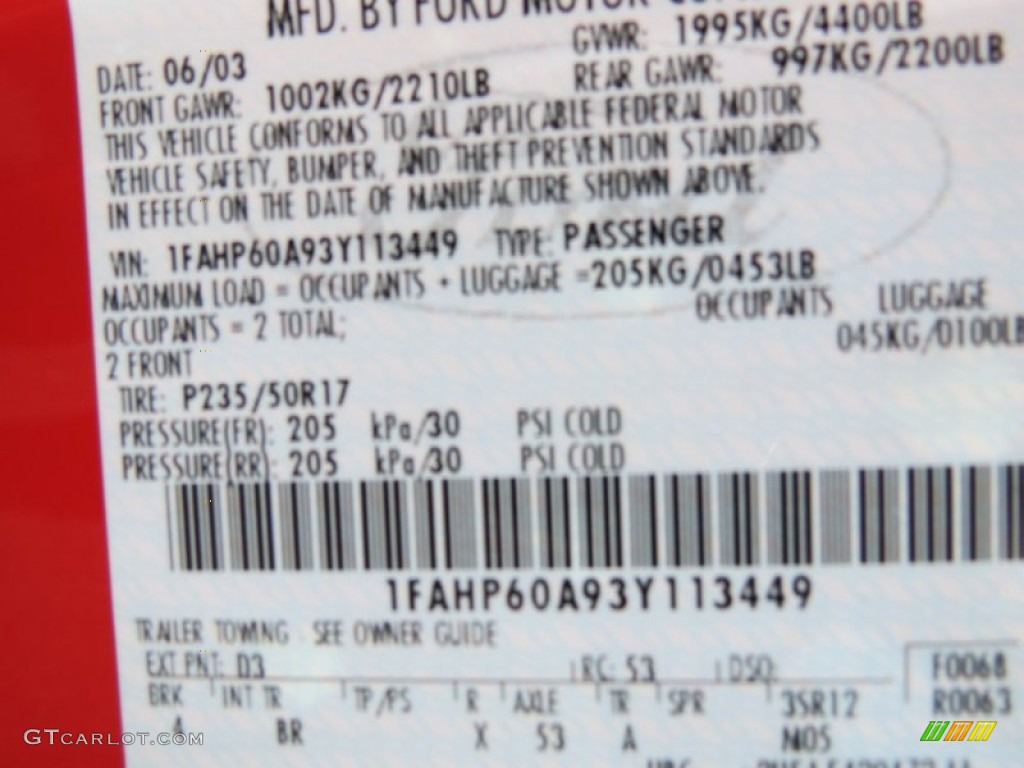 MFD. BY FORD MOTOR
DATE: 06/03 GVWR: 1995KG/4400LB
FRONT GAWR: 1002KG/2210LB REAR GAWR: 997KG/2200LB
THIS VEHICLE CONFORMS TO ALL APPLICABLE FEDERAL MOTOR
VEHICLE SAFETY, BUMPER, AND THEFT PREVENTION STANDARDS
IN EFFECT ON THE DATE OF MANUFACTURE SHOWN ABOVE.
VIN: 1FAHP60A93Y113449 TYPE: PASSENGER
MAXIMUM LOAD = OCCUPANTS + LUGGAGE =205KG/0453LB
OCCUPANTS = 2 TOTAL; OCCUPANTS LUGGAGE
2 FRONT 045KG/0100LB
TIRE: P235/50R17
PRESSURE(FR): 205 kPa/30 PSI COLD
PRESSURE(RR): 205 kPa/30 PSI COLD
1FAHP60A93Y113449
TRAILER TOWING - SEE OWNER GUIDE
EXT PNT: D3 RC: 53 DSO: F0068
BRK INT TR TP/PS R AXLE TR SPR 3SR12 R0063
4 BR X 53 A M05
GTCARLOT.COM